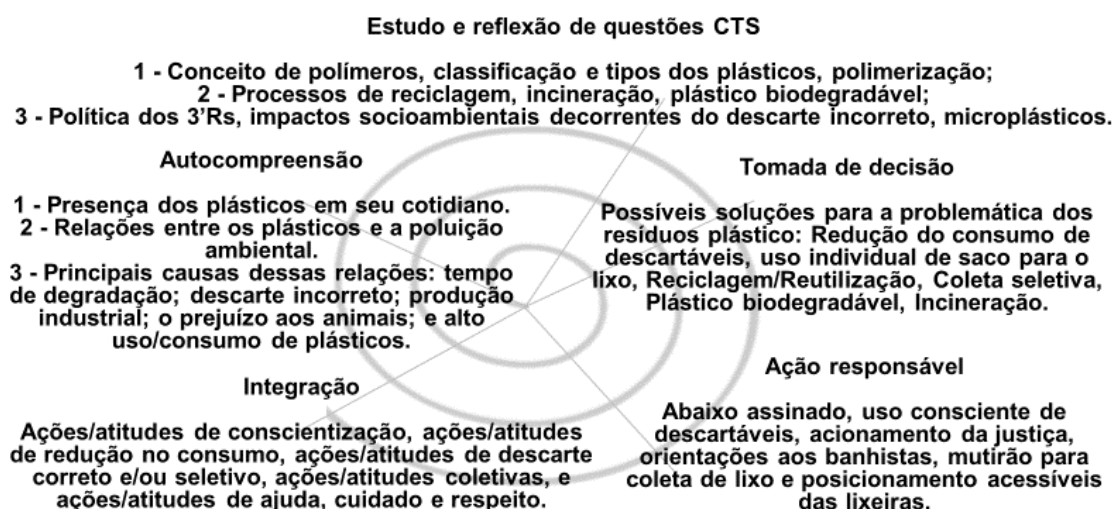 Estudo e reflexão de questões CTS
1 - Conceito de polímeros, classificação e tipos dos plásticos, polimerização;
2 - Processos de reciclagem, incineração, plástico biodegradável;
3 - Política dos 3'Rs, impactos socioambientais decorrentes do descarte incorreto, microplásticos.
Autocompreensão
1 - Presença dos plásticos em seu cotidiano.
2 - Relações entre os plásticos e a poluição
ambiental.
3 - Principais causas dessas relações: tempo
de degradação; descarte incorreto; produção
industrial; o prejuízo aos animais; e alto
uso/consumo de plásticos.
Tomada de decisão
Possíveis soluções para a problemática dos
resíduos plástico: Redução do consumo de
descartáveis, uso individual de saco para o
lixo, Reciclagem/Reutilização, Coleta seletiva,
Plástico biodegradável, Incineração.
Integração
Ações/atitudes de conscientização, ações/atitudes
de redução no consumo, ações/atitudes de descarte
correto e/ou seletivo, ações/atitudes coletivas, e
ações/atitudes de ajuda, cuidado e respeito.
Ação responsável
Abaixo assinado, uso consciente de
descartáveis, acionamento da justiça,
orientações aos banhistas, mutirão para
coleta de lixo e posicionamento acessíveis
das lixeiras.